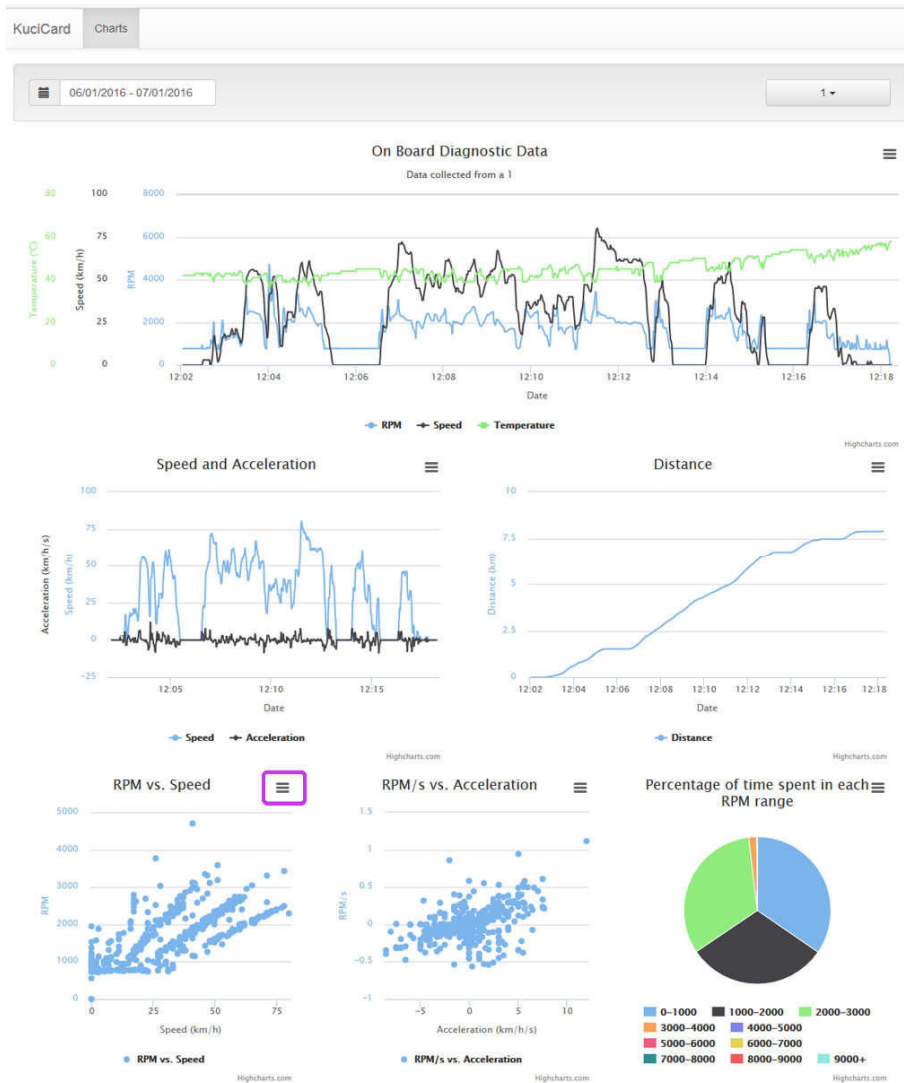 KuciCard Charts
06/01/2016 - 07/01/2016
1
On Board Diagnostic Data
Data collected from a 1
80 100 8000
60 75 6000
40 50 4000
20 25 2000
0 0 0
Temperature (°C)
Speed (km/h)
RPM
12:02 12:04 12:06 12:08 12:10 12:12 12:14 12:16 12:18
Date
RPM Speed Temperature
Highcharts.com
Speed and Acceleration
100
75
50
25
0
-25
Acceleration (km/h/s)
Speed (km/h)
12:05 12:10 12:15
Date
Speed Acceleration
Highcharts.com
Distance
10
7.5
5
2.5
0
Distance (km)
12:02 12:04 12:06 12:08 12:10 12:12 12:14 12:16 12:18
Date
Distance
Highcharts.com
RPM vs. Speed
5000
4000
3000
2000
1000
0
RPM
0 25 50 75
Speed (km/h)
RPM vs. Speed
Highcharts.com
RPM/s vs. Acceleration
1.5
1
0.5
0
-0.5
-1
RPM/s
-5 0 5 10
Acceleration (km/h/s)
RPM/s vs. Acceleration
Highcharts.com
Percentage of time spent in each
RPM range
0-1000 1000-2000 2000-3000
3000-4000 4000-5000
5000-6000 6000-7000
7000-8000 8000-9000 9000+
Highcharts.com